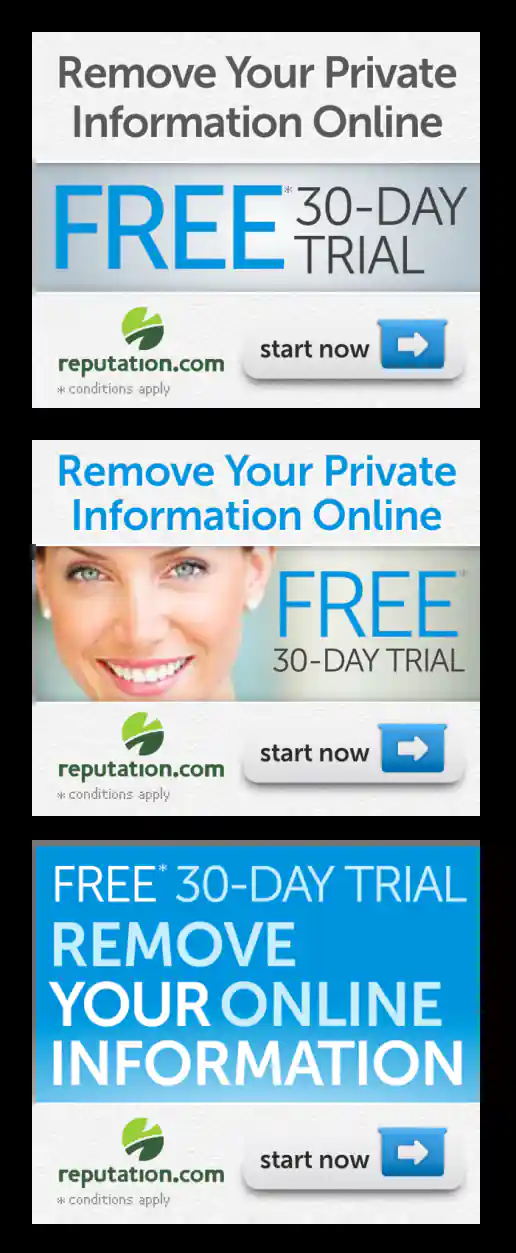 Remove Your Private
Information Online
FREE* 30-DAY
TRIAL
reputation.com
* conditions apply
start now
Remove Your Private
Information Online
FREE*
30-DAY TRIAL
reputation.com
* conditions apply
start now
FREE* 30-DAY TRIAL
REMOVE
YOUR ONLINE
INFORMATION
reputation.com
* conditions apply
start now